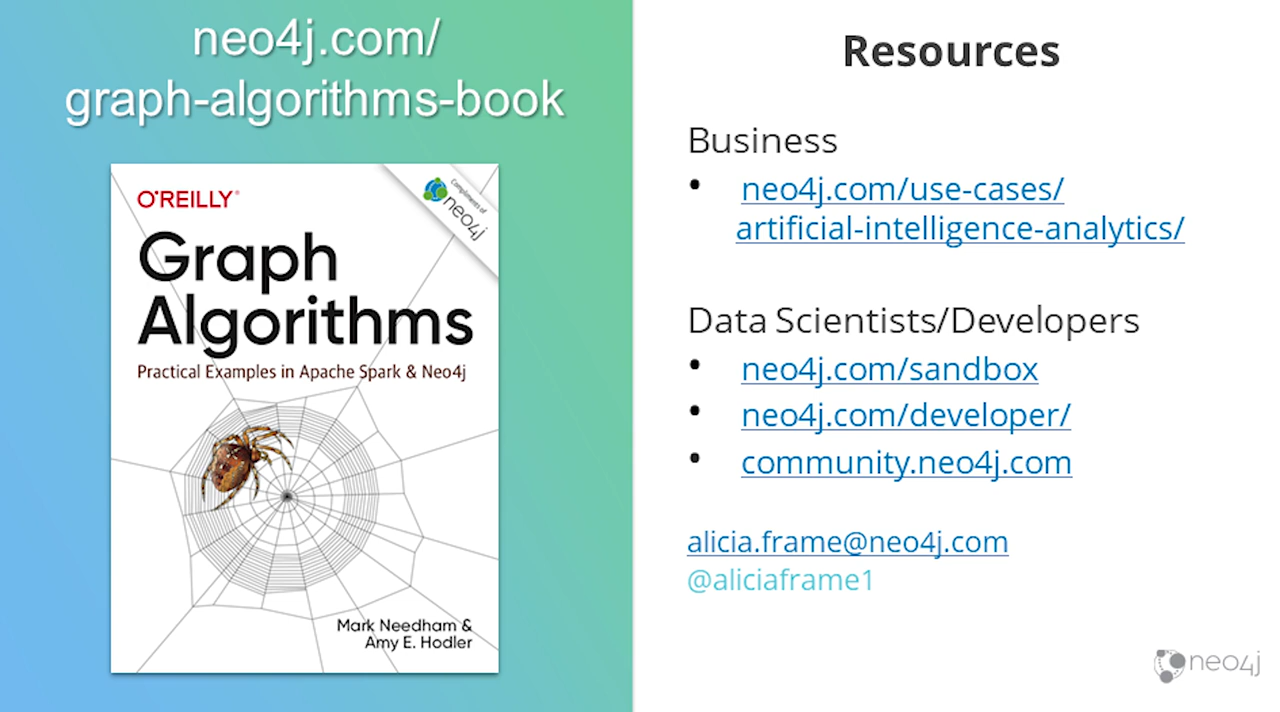 neo4j.com/
graph-algorithms-book
O'REILLY®
Compliments of
neo4j
Graph
Algorithms
Practical Examples in Apache Spark & Neo4j
Mark Needham &
Amy E. Hodler
Resources
Business
• neo4j.com/use-cases/
artificial-intelligence-analytics/
Data Scientists/Developers
• neo4j.com/sandbox
• neo4j.com/developer/
• community.neo4j.com
alicia.frame@neo4j.com
@aliciaframe1
neo4j